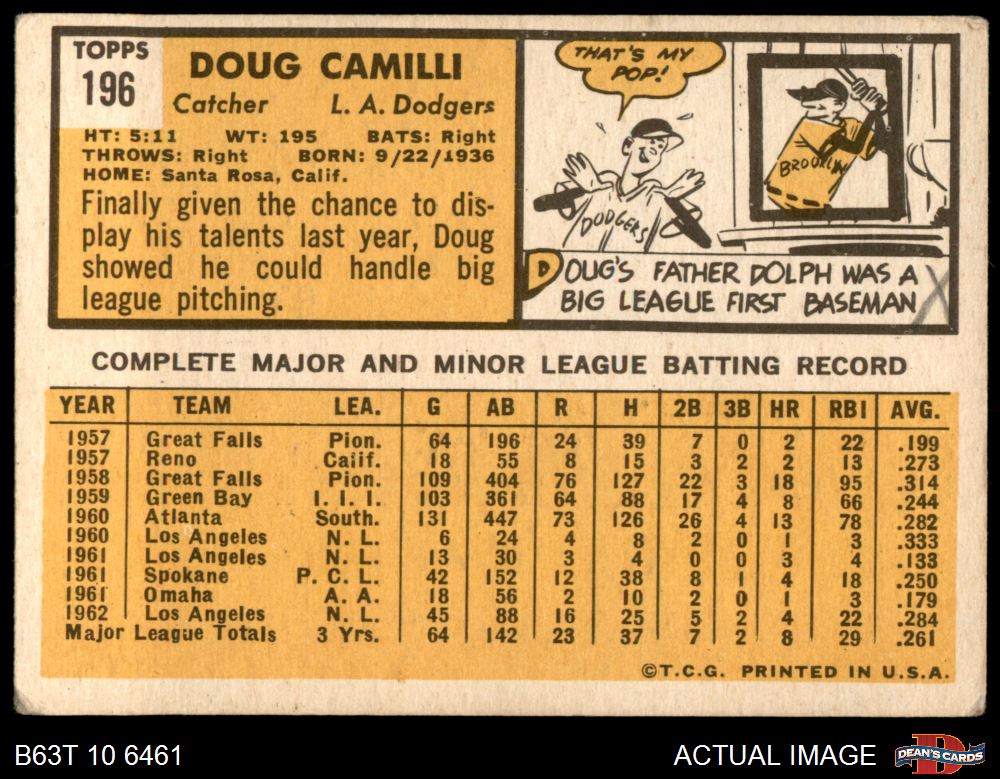 TOPPS
196
DOUG CAMILLI
Catcher L. A. Dodgers
HT: 5:11 WT: 195 BATS: Right
THROWS: Right BORN: 9/22/1936
HOME: Santa Rosa, Calif.
Finally given the chance to dis-
play his talents last year, Doug
showed he could handle big
league pitching.
THAT'S MY
POP!
BROOKLYN
DODGERS
DOUG'S FATHER DOLPH WAS A
BIG LEAGUE FIRST BASEMAN
COMPLETE MAJOR AND MINOR LEAGUE BATTING RECORD
YEAR TEAM LEA. G AB R H 2B 3B HR RBI AVG.
1957 Great Falls Pion. 64 196 24 39 7 0 2 22 .199
1957 Reno Calif. 18 55 8 15 3 2 2 13 .273
1958 Great Falls Pion. 109 404 76 127 22 3 18 95 .314
1959 Green Bay I. I. I. 103 361 64 88 17 4 8 66 .244
1960 Atlanta South. 131 447 73 126 26 4 13 78 .282
1960 Los Angeles N. L. 6 24 4 8 2 0 1 3 .333
1961 Los Angeles N. L. 13 30 3 4 0 0 3 4 .133
1961 Spokane P. C. L. 42 152 12 38 8 1 4 18 .250
1961 Omaha A. A. 18 56 2 10 2 0 1 3 .179
1962 Los Angeles N. L. 45 88 16 25 5 2 4 22 .284
Major League Totals 3 Yrs. 64 142 23 37 7 2 8 29 .261
©T.C.G. PRINTED IN U.S.A.
B63T 10 6461 ACTUAL IMAGE
D
DEAN'S CARDS